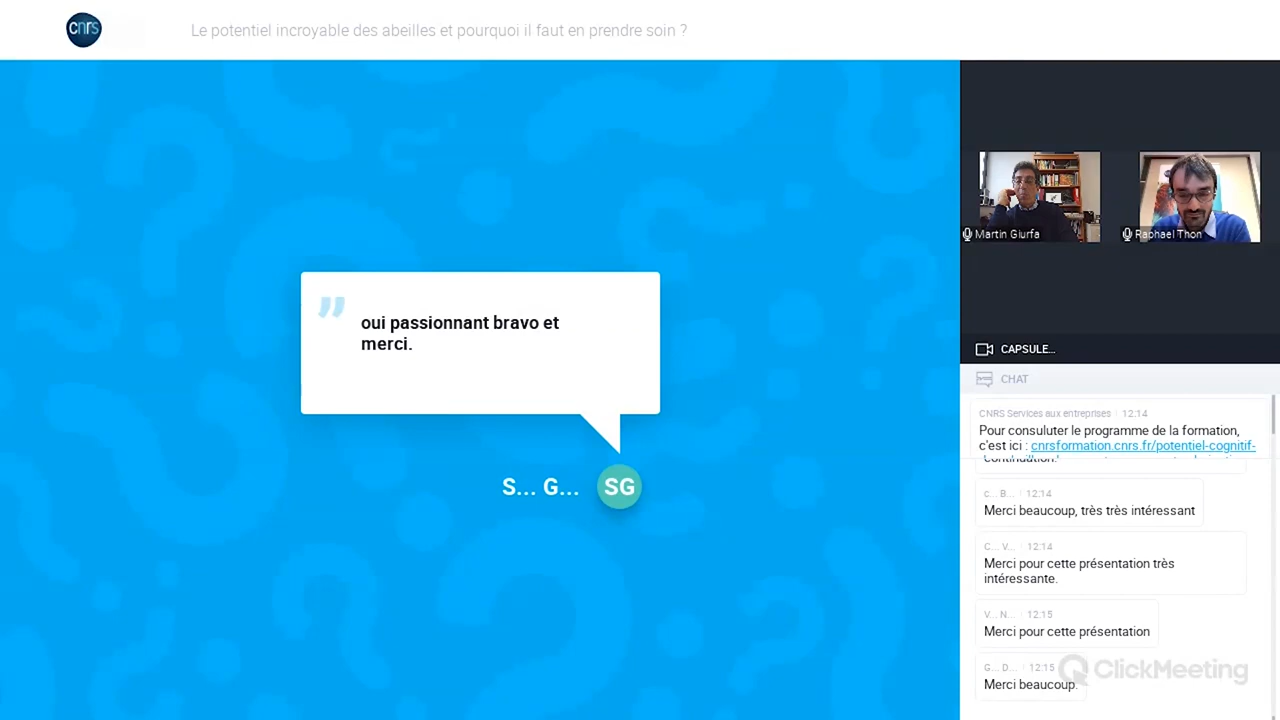 cnrs
Le potentiel incroyable des abeilles et pourquoi il faut en prendre soin ?
oui passionnant bravo et
merci.
S... G...
SG
Martin Giurfa
Raphael Thon
CAPSULE...
CHAT
CNRS Services aux entreprises 12:14
Pour consuluter le programme de la formation,
c'est ici : cnrsformation.cnrs.fr/potentiel-cognitif-
continuation!
c... B... 12:14
Merci beaucoup, très très intéressant
C... V... 12:14
Merci pour cette présentation très
intéressante.
V... N... 12:15
Merci pour cette présentation
G... D... 12:15
Merci beaucoup.
ClickMeeting